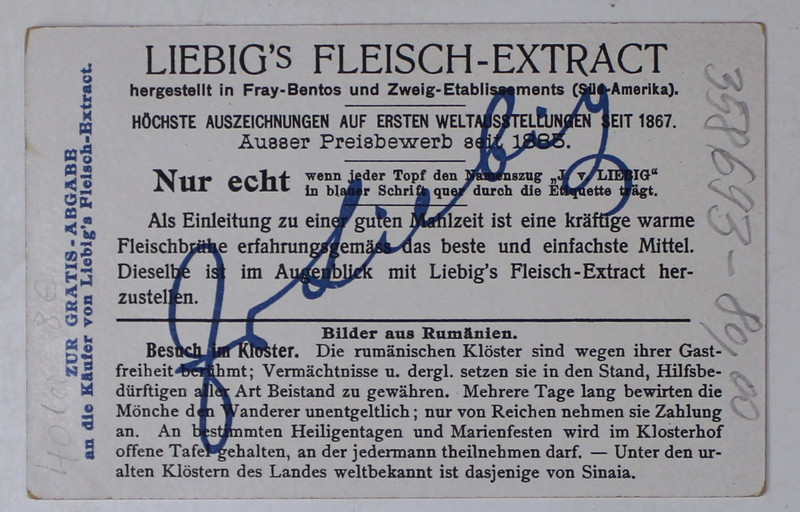 LIEBIG'S FLEISCH-EXTRACT
hergestellt in Fray-Bentos und Zweig-Etablissements (Süd-Amerika).
HÖCHSTE AUSZEICHNUNGEN AUF ERSTEN WELTAUSSTELLUNGEN SEIT 1867.
Ausser Preisbewerb seit 1885.
Nur echt
wenn jeder Topf den Namenszug „J. v. LIEBIG“
in blauer Schrift quer durch die Etiquette trägt.
Als Einleitung zu einer guten Mahlzeit ist eine kräftige warme
Fleischbrühe erfahrungsgemäss das beste und einfachste Mittel.
Dieselbe ist im Augenblick mit Liebig's Fleisch-Extract her-
zustellen.
Bilder aus Rumänien.
Besuch im Kloster. Die rumänischen Klöster sind wegen ihrer Gast-
freiheit berühmt; Vermächtnisse u. dergl. setzen sie in den Stand, Hilfsbe-
dürftigen aller Art Beistand zu gewähren. Mehrere Tage lang bewirten die
Mönche den Wanderer unentgeltlich; nur von Reichen nehmen sie Zahlung
an. An bestimmten Heiligentagen und Marienfesten wird im Klosterhof
offene Tafel gehalten, an der jedermann theilnehmen darf. — Unter den ur-
alten Klöstern des Landes weltbekannt ist dasjenige von Sinaia.
ZUR GRATIS-ABGABE
an die Käufer von Liebig's Fleisch-Extract.
J v Liebig
358693-80,00